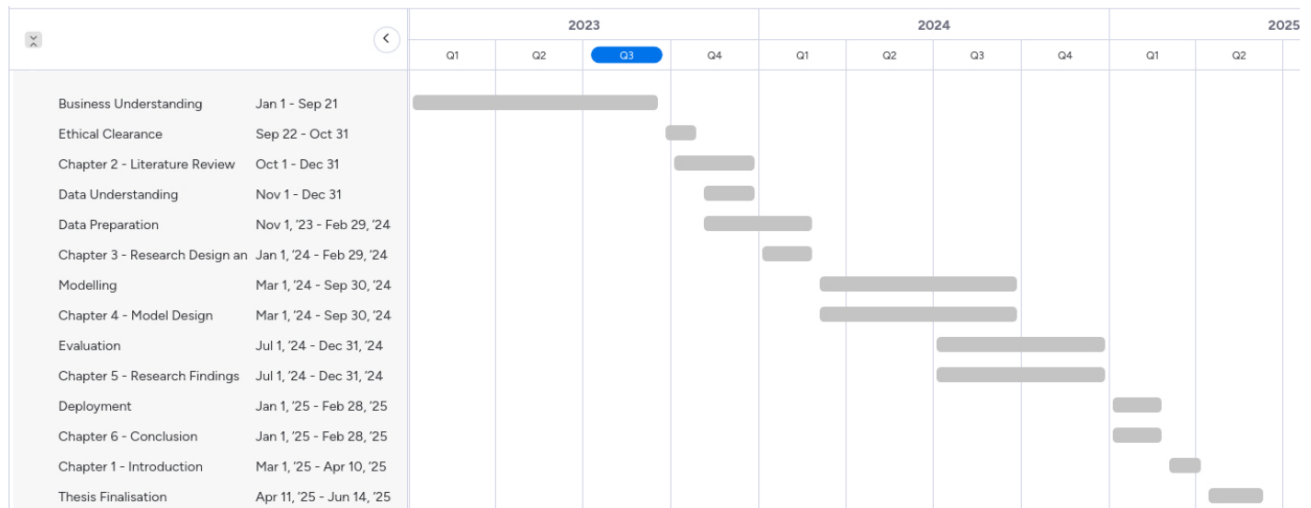 2023 2024 2025
Q1 Q2 Q3 Q4 Q1 Q2 Q3 Q4 Q1 Q2
Business Understanding Jan 1 - Sep 21
Ethical Clearance Sep 22 - Oct 31
Chapter 2 - Literature Review Oct 1 - Dec 31
Data Understanding Nov 1 - Dec 31
Data Preparation Nov 1, '23 - Feb 29, '24
Chapter 3 - Research Design an Jan 1, '24 - Feb 29, '24
Modelling Mar 1, '24 - Sep 30, '24
Chapter 4 - Model Design Mar 1, '24 - Sep 30, '24
Evaluation Jul 1, '24 - Dec 31, '24
Chapter 5 - Research Findings Jul 1, '24 - Dec 31, '24
Deployment Jan 1, '25 - Feb 28, '25
Chapter 6 - Conclusion Jan 1, '25 - Feb 28, '25
Chapter 1 - Introduction Mar 1, '25 - Apr 10, '25
Thesis Finalisation Apr 11, '25 - Jun 14, '25